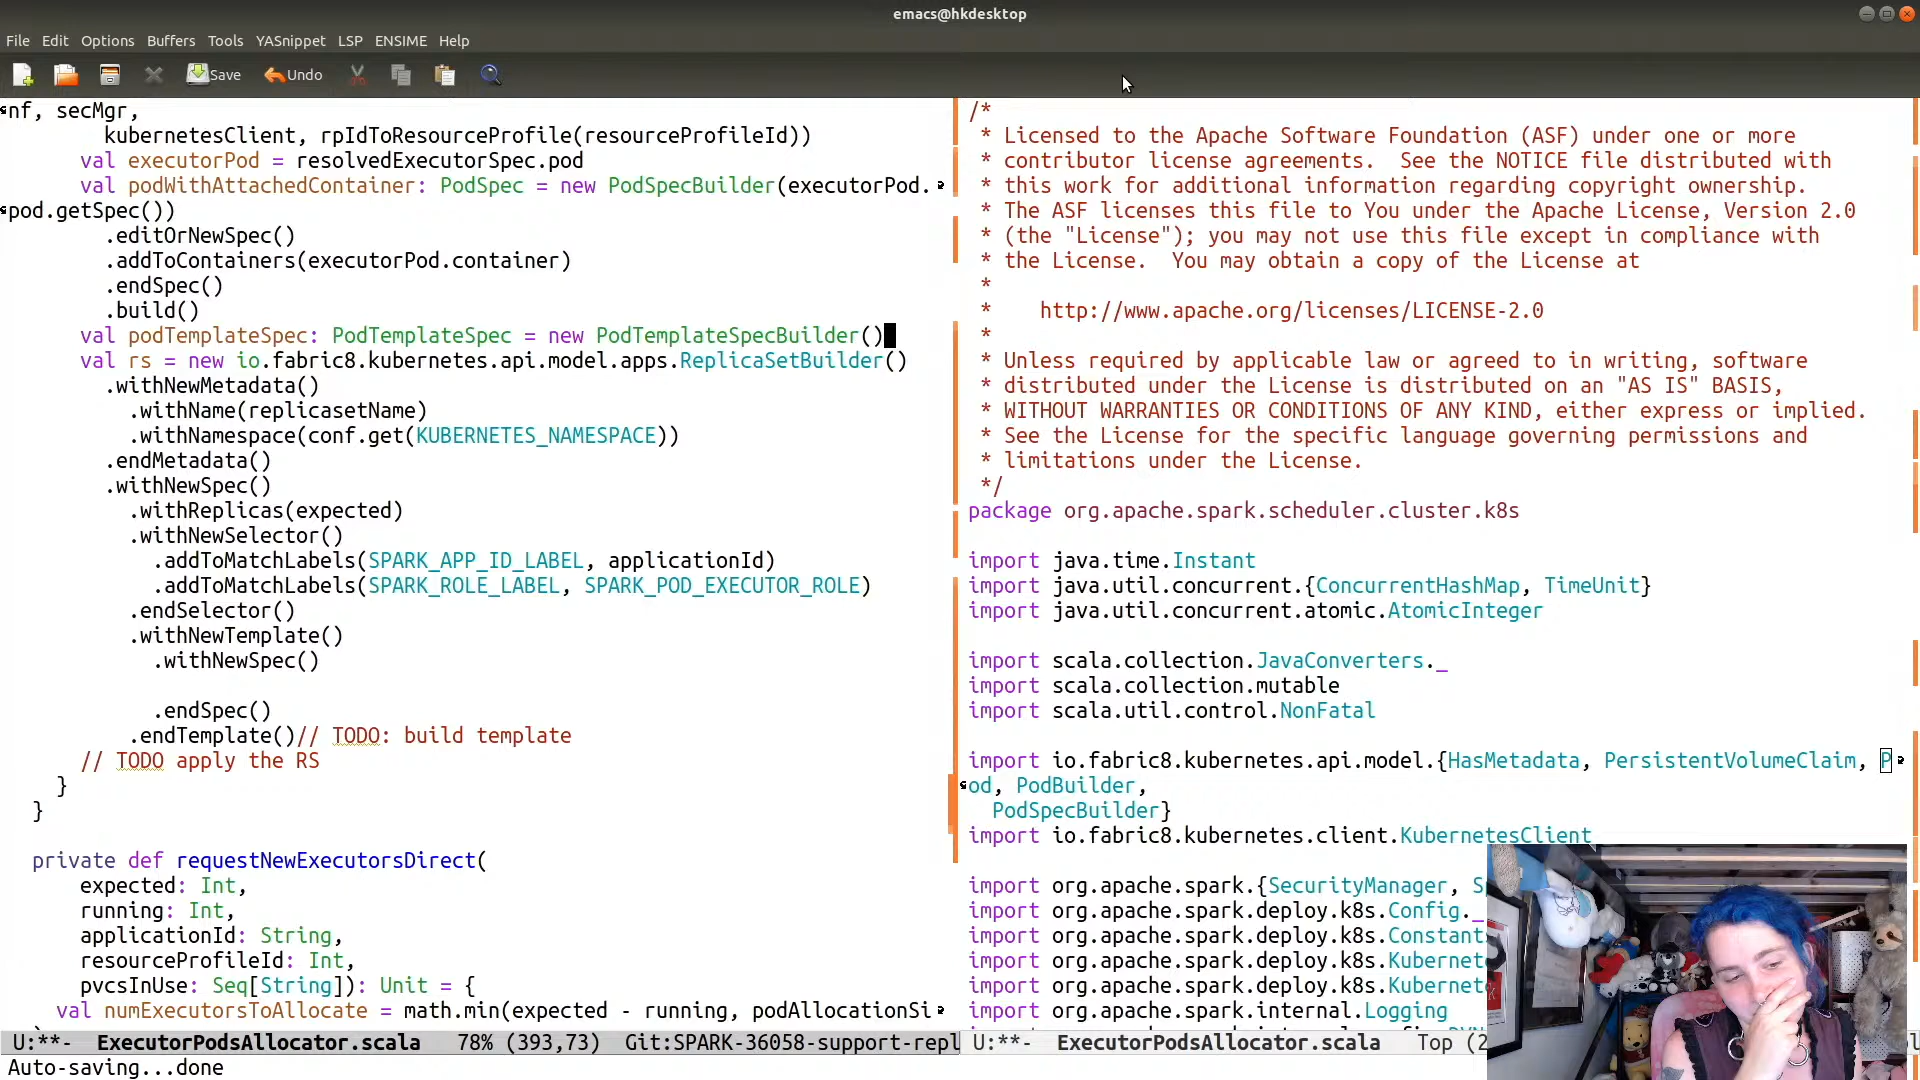 emacs@hkdesktop
File Edit Options Buffers Tools YASnippet LSP ENSIME Help
Save Undo
nf, secMgr,
kubernetesClient, rpIdToResourceProfile(resourceProfileId))
val executorPod = resolvedExecutorSpec.pod
val podWithAttachedContainer: PodSpec = new PodSpecBuilder(executorPod.
pod.getSpec())
.editOrNewSpec()
.addToContainers(executorPod.container)
.endSpec()
.build()
val podTemplateSpec: PodTemplateSpec = new PodTemplateSpecBuilder()
val rs = new io.fabric8.kubernetes.api.model.apps.ReplicaSetBuilder()
.withNewMetadata()
.withName(replicasetName)
.withNamespace(conf.get(KUBERNETES_NAMESPACE))
.endMetadata()
.withNewSpec()
.withReplicas(expected)
.withNewSelector()
.addToMatchLabels(SPARK_APP_ID_LABEL, applicationId)
.addToMatchLabels(SPARK_ROLE_LABEL, SPARK_POD_EXECUTOR_ROLE)
.endSelector()
.withNewTemplate()
.withNewSpec()
.endSpec()
.endTemplate()// TODO: build template
// TODO apply the RS
}
}
private def requestNewExecutorsDirect(
expected: Int,
running: Int,
applicationId: String,
resourceProfileId: Int,
pvcsInUse: Seq[String]): Unit = {
val numExecutorsToAllocate = math.min(expected - running, podAllocationSi
U:**- ExecutorPodsAllocator.scala 78% (393,73) Git:SPARK-36058-support-repl
/*
* Licensed to the Apache Software Foundation (ASF) under one or more
* contributor license agreements. See the NOTICE file distributed with
* this work for additional information regarding copyright ownership.
* The ASF licenses this file to You under the Apache License, Version 2.0
* (the "License"); you may not use this file except in compliance with
* the License. You may obtain a copy of the License at
*
* http://www.apache.org/licenses/LICENSE-2.0
*
* Unless required by applicable law or agreed to in writing, software
* distributed under the License is distributed on an "AS IS" BASIS,
* WITHOUT WARRANTIES OR CONDITIONS OF ANY KIND, either express or implied.
* See the License for the specific language governing permissions and
* limitations under the License.
*/
package org.apache.spark.scheduler.cluster.k8s
import java.time.Instant
import java.util.concurrent.{ConcurrentHashMap, TimeUnit}
import java.util.concurrent.atomic.AtomicInteger
import scala.collection.JavaConverters._
import scala.collection.mutable
import scala.util.control.NonFatal
import io.fabric8.kubernetes.api.model.{HasMetadata, PersistentVolumeClaim, P
od, PodBuilder,
PodSpecBuilder}
import io.fabric8.kubernetes.client.KubernetesClient
import org.apache.spark.{SecurityManager, S
import org.apache.spark.deploy.k8s.Config._
import org.apache.spark.deploy.k8s.Constant
import org.apache.spark.deploy.k8s.Kubernet
import org.apache.spark.deploy.k8s.Kubernet
import org.apache.spark.internal.Logging
U:**- ExecutorPodsAllocator.scala Top (2
Auto-saving...done